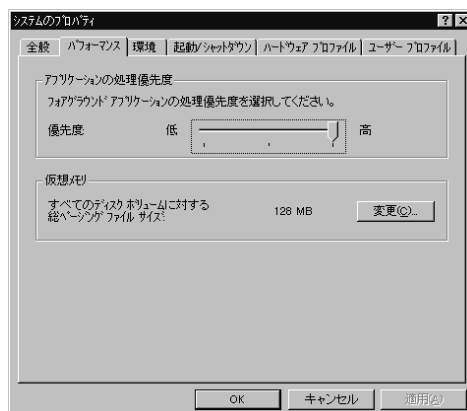 システムのプロパティ
全般 パフォーマンス 環境 起動/シャットダウン ハードウェア プロファイル ユーザー プロファイル
アプリケーションの処理優先度
フォアグラウンド アプリケーションの処理優先度を選択してください。
優先度 低 高
仮想メモリ
すべてのディスク ボリュームに対する
総ページング ファイル サイズ: 128 MB 変更(C)...
OK キャンセル 適用(A)